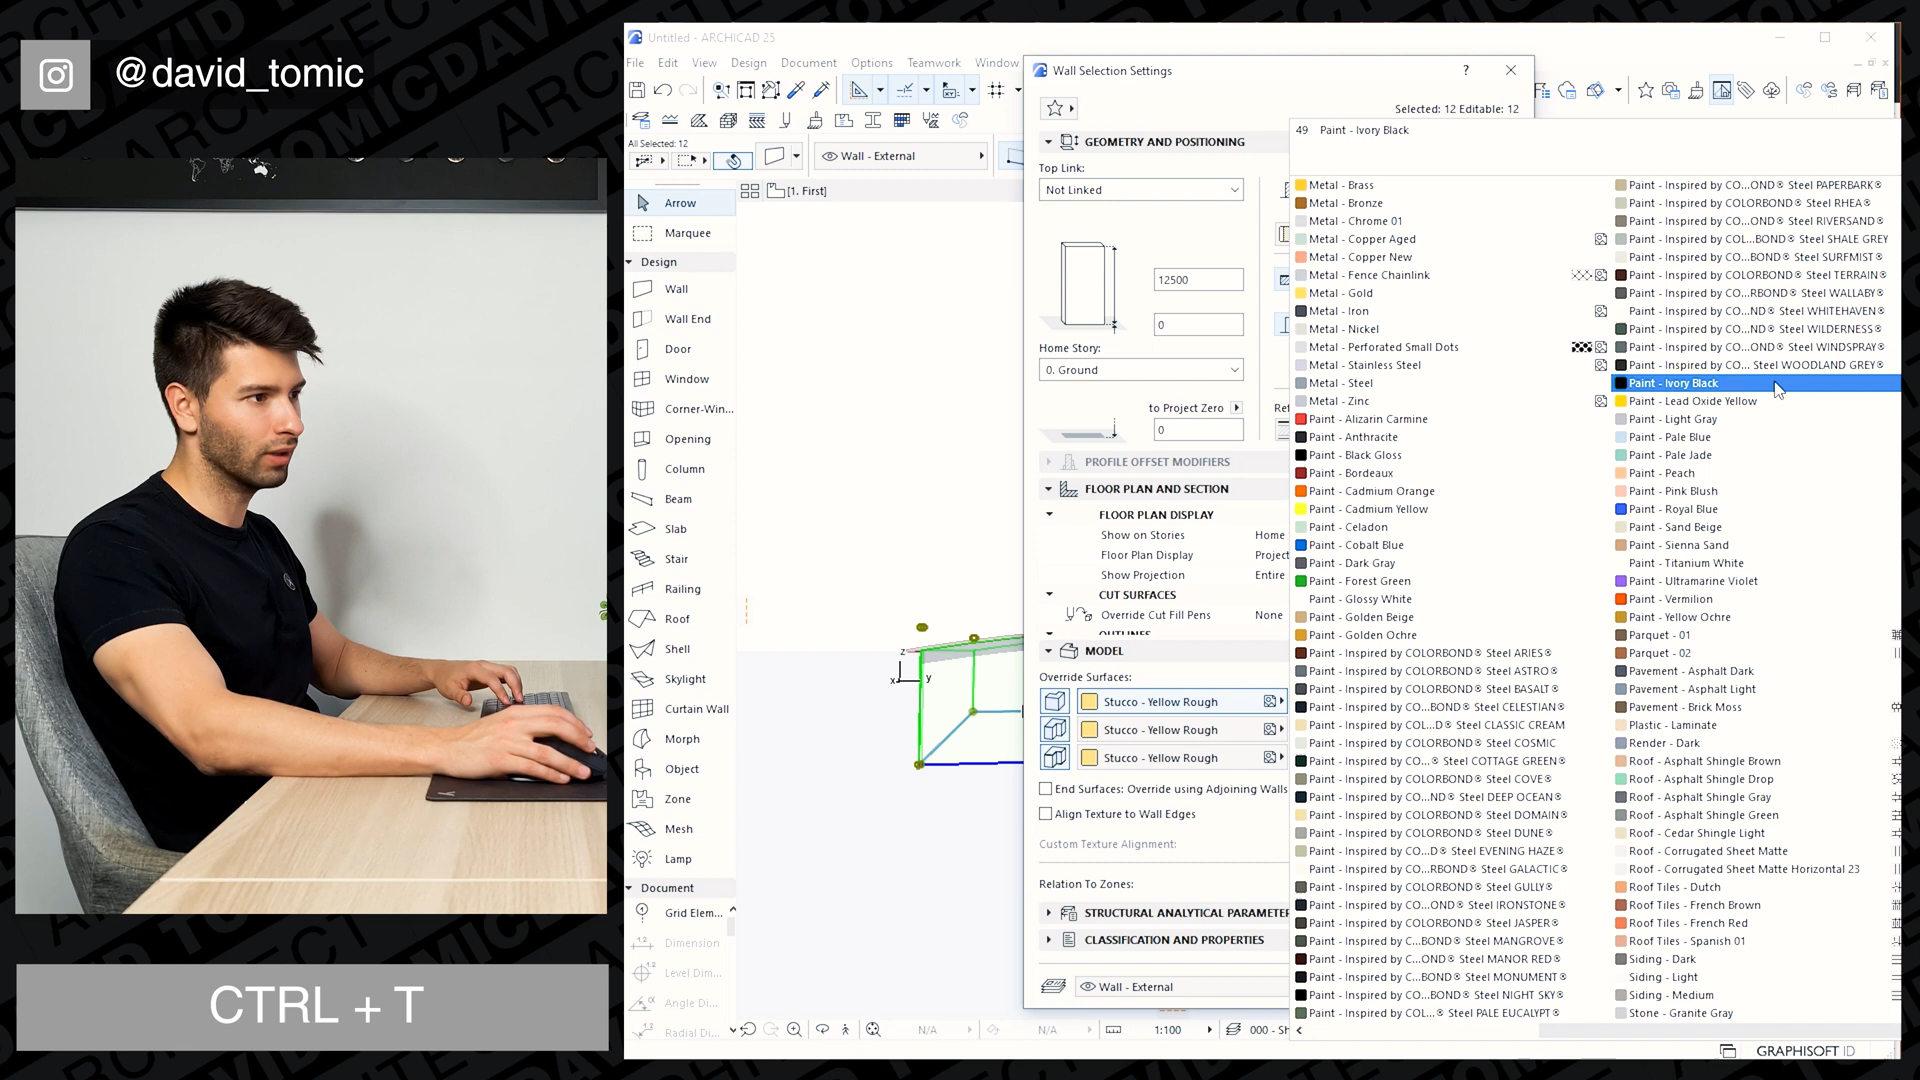 @david_tomic
CTRL + T
Untitled - ARCHICAD 25
File Edit View Design Document Options Teamwork Window
All Selected: 12
Wall - External
[1. First]
Arrow
Marquee
Design
Wall
Wall End
Door
Window
Corner-Win...
Opening
Column
Beam
Slab
Stair
Railing
Roof
Shell
Skylight
Curtain Wall
Morph
Object
Zone
Mesh
Lamp
Document
Grid Elem...
Dimension
Level Dim...
Angle Di...
Radial Di...
z
x
y
N/A
N/A
1:100
000 - Sh
GRAPHISOFT ID
Wall Selection Settings
?
Selected: 12 Editable: 12
GEOMETRY AND POSITIONING
Top Link:
Not Linked
12500
0
Home Story:
0. Ground
to Project Zero
Ref
0
PROFILE OFFSET MODIFIERS
FLOOR PLAN AND SECTION
FLOOR PLAN DISPLAY
Show on Stories Home
Floor Plan Display Project
Show Projection Entire
CUT SURFACES
Override Cut Fill Pens None
OUTLINES
MODEL
Override Surfaces:
Stucco - Yellow Rough
Stucco - Yellow Rough
Stucco - Yellow Rough
End Surfaces: Override using Adjoining Walls
Align Texture to Wall Edges
Custom Texture Alignment:
Relation To Zones:
STRUCTURAL ANALYTICAL PARAMETER
CLASSIFICATION AND PROPERTIES
Wall - External
49 Paint - Ivory Black
Metal - Brass
Metal - Bronze
Metal - Chrome 01
Metal - Copper Aged
Metal - Copper New
Metal - Fence Chainlink
Metal - Gold
Metal - Iron
Metal - Nickel
Metal - Perforated Small Dots
Metal - Stainless Steel
Metal - Steel
Metal - Zinc
Paint - Alizarin Carmine
Paint - Anthracite
Paint - Black Gloss
Paint - Bordeaux
Paint - Cadmium Orange
Paint - Cadmium Yellow
Paint - Celadon
Paint - Cobalt Blue
Paint - Dark Gray
Paint - Forest Green
Paint - Glossy White
Paint - Golden Beige
Paint - Golden Ochre
Paint - Inspired by COLORBOND® Steel ARIES®
Paint - Inspired by COLORBOND® Steel ASTRO®
Paint - Inspired by COLORBOND® Steel BASALT®
Paint - Inspired by CO...BOND® Steel CELESTIAN®
Paint - Inspired by CO...D® Steel CLASSIC CREAM
Paint - Inspired by COLORBOND® Steel COSMIC
Paint - Inspired by CO...® Steel COTTAGE GREEN®
Paint - Inspired by COLORBOND® Steel COVE®
Paint - Inspired by CO...ND® Steel DEEP OCEAN®
Paint - Inspired by COLORBOND® Steel DOMAIN®
Paint - Inspired by COLORBOND® Steel DUNE®
Paint - Inspired by CO...D® Steel EVENING HAZE®
Paint - Inspired by CO...RBOND® Steel GALACTIC®
Paint - Inspired by COLORBOND® Steel GULLY®
Paint - Inspired by CO...OND® Steel IRONSTONE®
Paint - Inspired by COLORBOND® Steel JASPER®
Paint - Inspired by C...BOND® Steel MANGROVE®
Paint - Inspired by C...OND® Steel MANOR RED®
Paint - Inspired by C...BOND® Steel MONUMENT®
Paint - Inspired by CO...BOND® Steel NIGHT SKY®
Paint - Inspired by COL...® Steel PALE EUCALYPT®
Paint - Inspired by CO...OND® Steel PAPERBARK®
Paint - Inspired by COLORBOND® Steel RHEA®
Paint - Inspired by CO...OND® Steel RIVERSAND®
Paint - Inspired by COL...BOND® Steel SHALE GREY
Paint - Inspired by CO...BOND® Steel SURFMIST®
Paint - Inspired by COLORBOND® Steel TERRAIN®
Paint - Inspired by CO...RBOND® Steel WALLABY®
Paint - Inspired by CO...ND® Steel WHITEHAVEN®
Paint - Inspired by CO...ND® Steel WILDERNESS®
Paint - Inspired by CO...OND® Steel WINDSPRAY®
Paint - Inspired by CO... Steel WOODLAND GREY®
Paint - Ivory Black
Paint - Lead Oxide Yellow
Paint - Light Gray
Paint - Pale Blue
Paint - Pale Jade
Paint - Peach
Paint - Pink Blush
Paint - Royal Blue
Paint - Sand Beige
Paint - Sienna Sand
Paint - Titanium White
Paint - Ultramarine Violet
Paint - Vermilion
Paint - Yellow Ochre
Parquet - 01
Parquet - 02
Pavement - Asphalt Dark
Pavement - Asphalt Light
Pavement - Brick Moss
Plastic - Laminate
Render - Dark
Roof - Asphalt Shingle Brown
Roof - Asphalt Shingle Drop
Roof - Asphalt Shingle Gray
Roof - Asphalt Shingle Green
Roof - Cedar Shingle Light
Roof - Corrugated Sheet Matte
Roof - Corrugated Sheet Matte Horizontal 23
Roof Tiles - Dutch
Roof Tiles - French Brown
Roof Tiles - French Red
Roof Tiles - Spanish 01
Siding - Dark
Siding - Light
Siding - Medium
Stone - Granite Gray